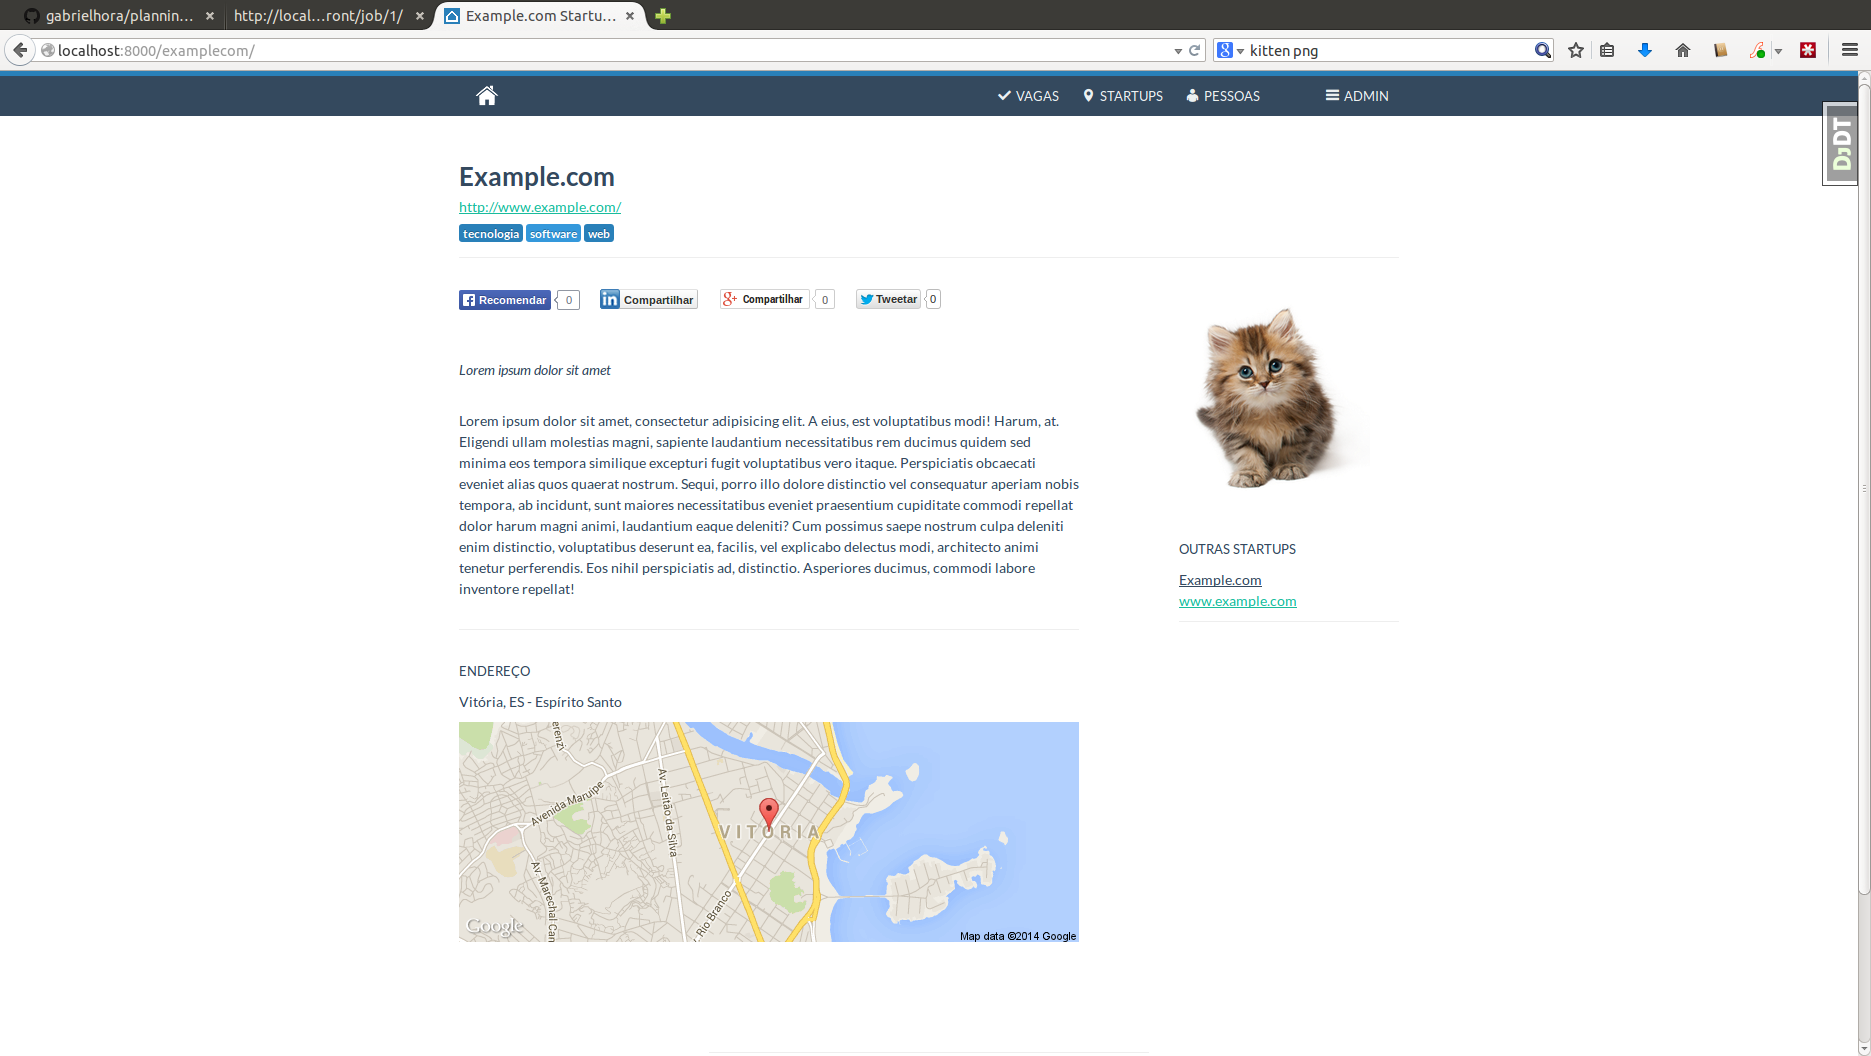 gabrielhora/plannin...
http://local...ront/job/1/
Example.com Startu...
localhost:8000/examplecom/
kitten png
VAGAS
STARTUPS
PESSOAS
ADMIN
DjDT
Example.com
http://www.example.com/
tecnologia software web
Recomendar 0
Compartilhar
Compartilhar 0
Tweetar 0
Lorem ipsum dolor sit amet
Lorem ipsum dolor sit amet, consectetur adipisicing elit. A eius, est voluptatibus modi! Harum, at.
Eligendi ullam molestias magni, sapiente laudantium necessitatibus rem ducimus quidem sed
minima eos tempora similique excepturi fugit voluptatibus vero itaque. Perspiciatis obcaecati
eveniet alias quos quaerat nostrum. Sequi, porro illo dolore distinctio vel consequatur aperiam nobis
tempora, ab incidunt, sunt maiores necessitatibus eveniet praesentium cupiditate commodi repellat
dolor harum magni animi, laudantium eaque deleniti? Cum possimus saepe nostrum culpa deleniti
enim distinctio, voluptatibus deserunt ea, facilis, vel explicabo delectus modi, architecto animi
tenetur perferendis. Eos nihil perspiciatis ad, distinctio. Asperiores ducimus, commodi labore
inventore repellat!
OUTRAS STARTUPS
Example.com
www.example.com
ENDEREÇO
Vitória, ES - Espírito Santo
erenzi
Avenida Maruipe
Av. Leitão da Silva
VITÓRIA
Av. Marechal Can
Rio Branco
Google
Map data ©2014 Google